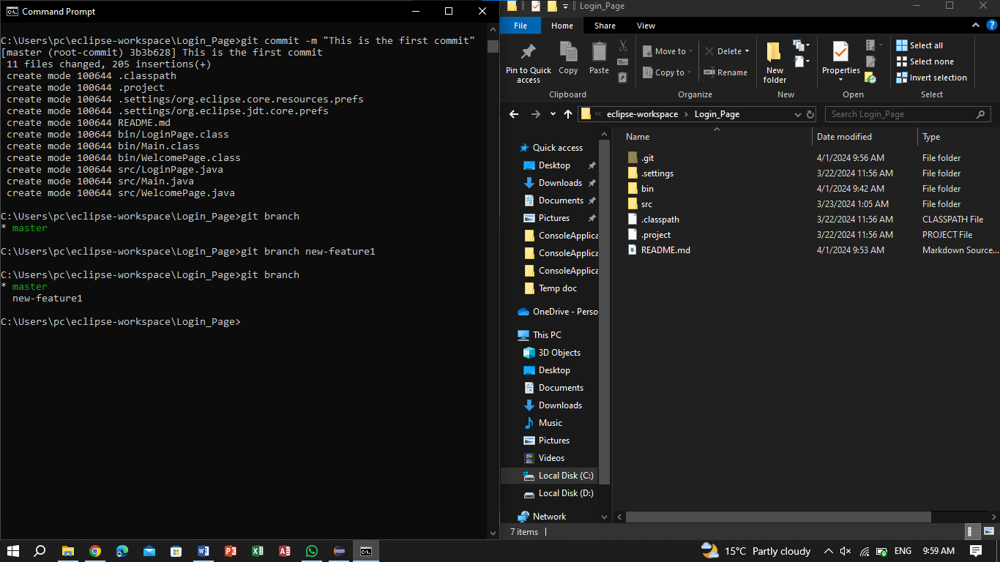 Command Prompt
C:\Users\pc\eclipse-workspace\Login_Page>git commit -m "This is the first commit"
[master (root-commit) 3b3b628] This is the first commit
11 files changed, 205 insertions(+)
create mode 100644 .classpath
create mode 100644 .project
create mode 100644 .settings/org.eclipse.core.resources.prefs
create mode 100644 .settings/org.eclipse.jdt.core.prefs
create mode 100644 README.md
create mode 100644 bin/LoginPage.class
create mode 100644 bin/Main.class
create mode 100644 bin/WelcomePage.class
create mode 100644 src/LoginPage.java
create mode 100644 src/Main.java
create mode 100644 src/WelcomePage.java
C:\Users\pc\eclipse-workspace\Login_Page>git branch
* master
C:\Users\pc\eclipse-workspace\Login_Page>git branch new-feature1
C:\Users\pc\eclipse-workspace\Login_Page>git branch
* master
new-feature1
C:\Users\pc\eclipse-workspace\Login_Page>
Login_Page
File Home Share View
Pin to Quick access
Copy
Paste
Clipboard
Move to
Copy to
Delete
Rename
Organize
New folder
New
Properties
Open
Select all
Select none
Invert selection
Select
« eclipse-workspace › Login_Page
Search Login_Page
Quick access
Desktop
Downloads
Documents
Pictures
ConsoleApplica
ConsoleApplica
ConsoleApplica
Temp doc
OneDrive - Perso
This PC
3D Objects
Desktop
Documents
Downloads
Music
Pictures
Videos
Local Disk (C:)
Local Disk (D:)
Network
Name Date modified Type
.git 4/1/2024 9:56 AM File folder
.settings 3/22/2024 11:56 AM File folder
bin 4/1/2024 9:42 AM File folder
src 3/23/2024 1:05 AM File folder
.classpath 3/22/2024 11:56 AM CLASSPATH File
.project 3/22/2024 11:56 AM PROJECT File
README.md 4/1/2024 9:53 AM Markdown Source...
7 items
15°C Partly cloudy ENG 9:59 AM